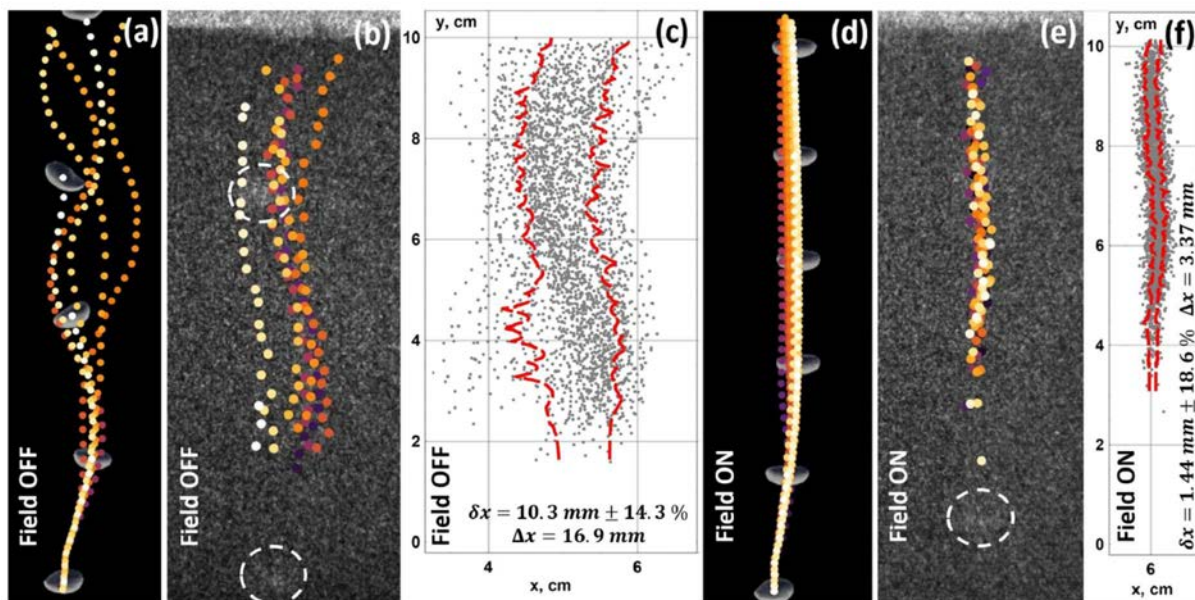 (a)
Field OFF
(b)
Field OFF
(c)
y, cm
10
8
6
4
2
0
4
6
x, cm
Field OFF
δx = 10.3 mm ± 14.3 %
Δx = 16.9 mm
(d)
Field ON
(e)
Field ON
(f)
y, cm
10
8
6
4
2
0
6
x, cm
Field ON
δx = 1.44 mm ± 18.6 % Δx = 3.37 mm